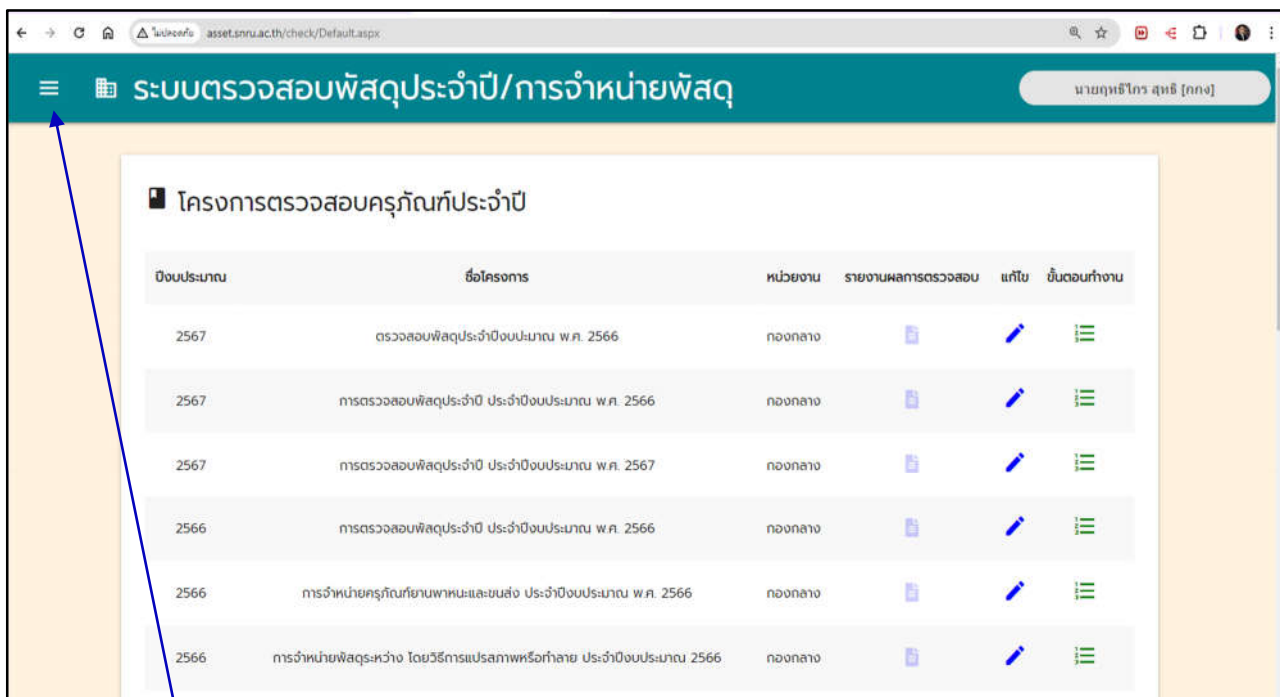 ไม่ปลอดภัย asset.snru.ac.th/check/Default.aspx
ระบบตรวจสอบพัสดุประจำปี/การจำหน่ายพัสดุ นายฤทธิไกร สุทธิ [กกง]
โครงการตรวจสอบครุภัณฑ์ประจำปี
ปีงบประมาณ ชื่อโครงการ หน่วยงาน รายงานผลการตรวจสอบ แก้ไข ขั้นตอนทำงาน
2567 ตรวจสอบพัสดุประจำปีงบปะมาณ พ.ศ. 2566 กองกลาง
2567 การตรวจสอบพัสดุประจำปี ประจำปีงบประมาณ พ.ศ. 2566 กองกลาง
2567 การตรวจสอบพัสดุประจำปี ประจำปีงบประมาณ พ.ศ. 2567 กองกลาง
2566 การตรวจสอบพัสดุประจำปี ประจำปีงบประมาณ พ.ศ. 2566 กองกลาง
2566 การจำหน่ายครุภัณฑ์ยานพาหนะและขนส่ง ประจำปีงบประมาณ พ.ศ. 2566 กองกลาง
2566 การจำหน่ายพัสดุระหว่าง โดยวิธีการแปรสภาพหรือทำลาย ประจำปีงบประมาณ 2566 กองกลาง